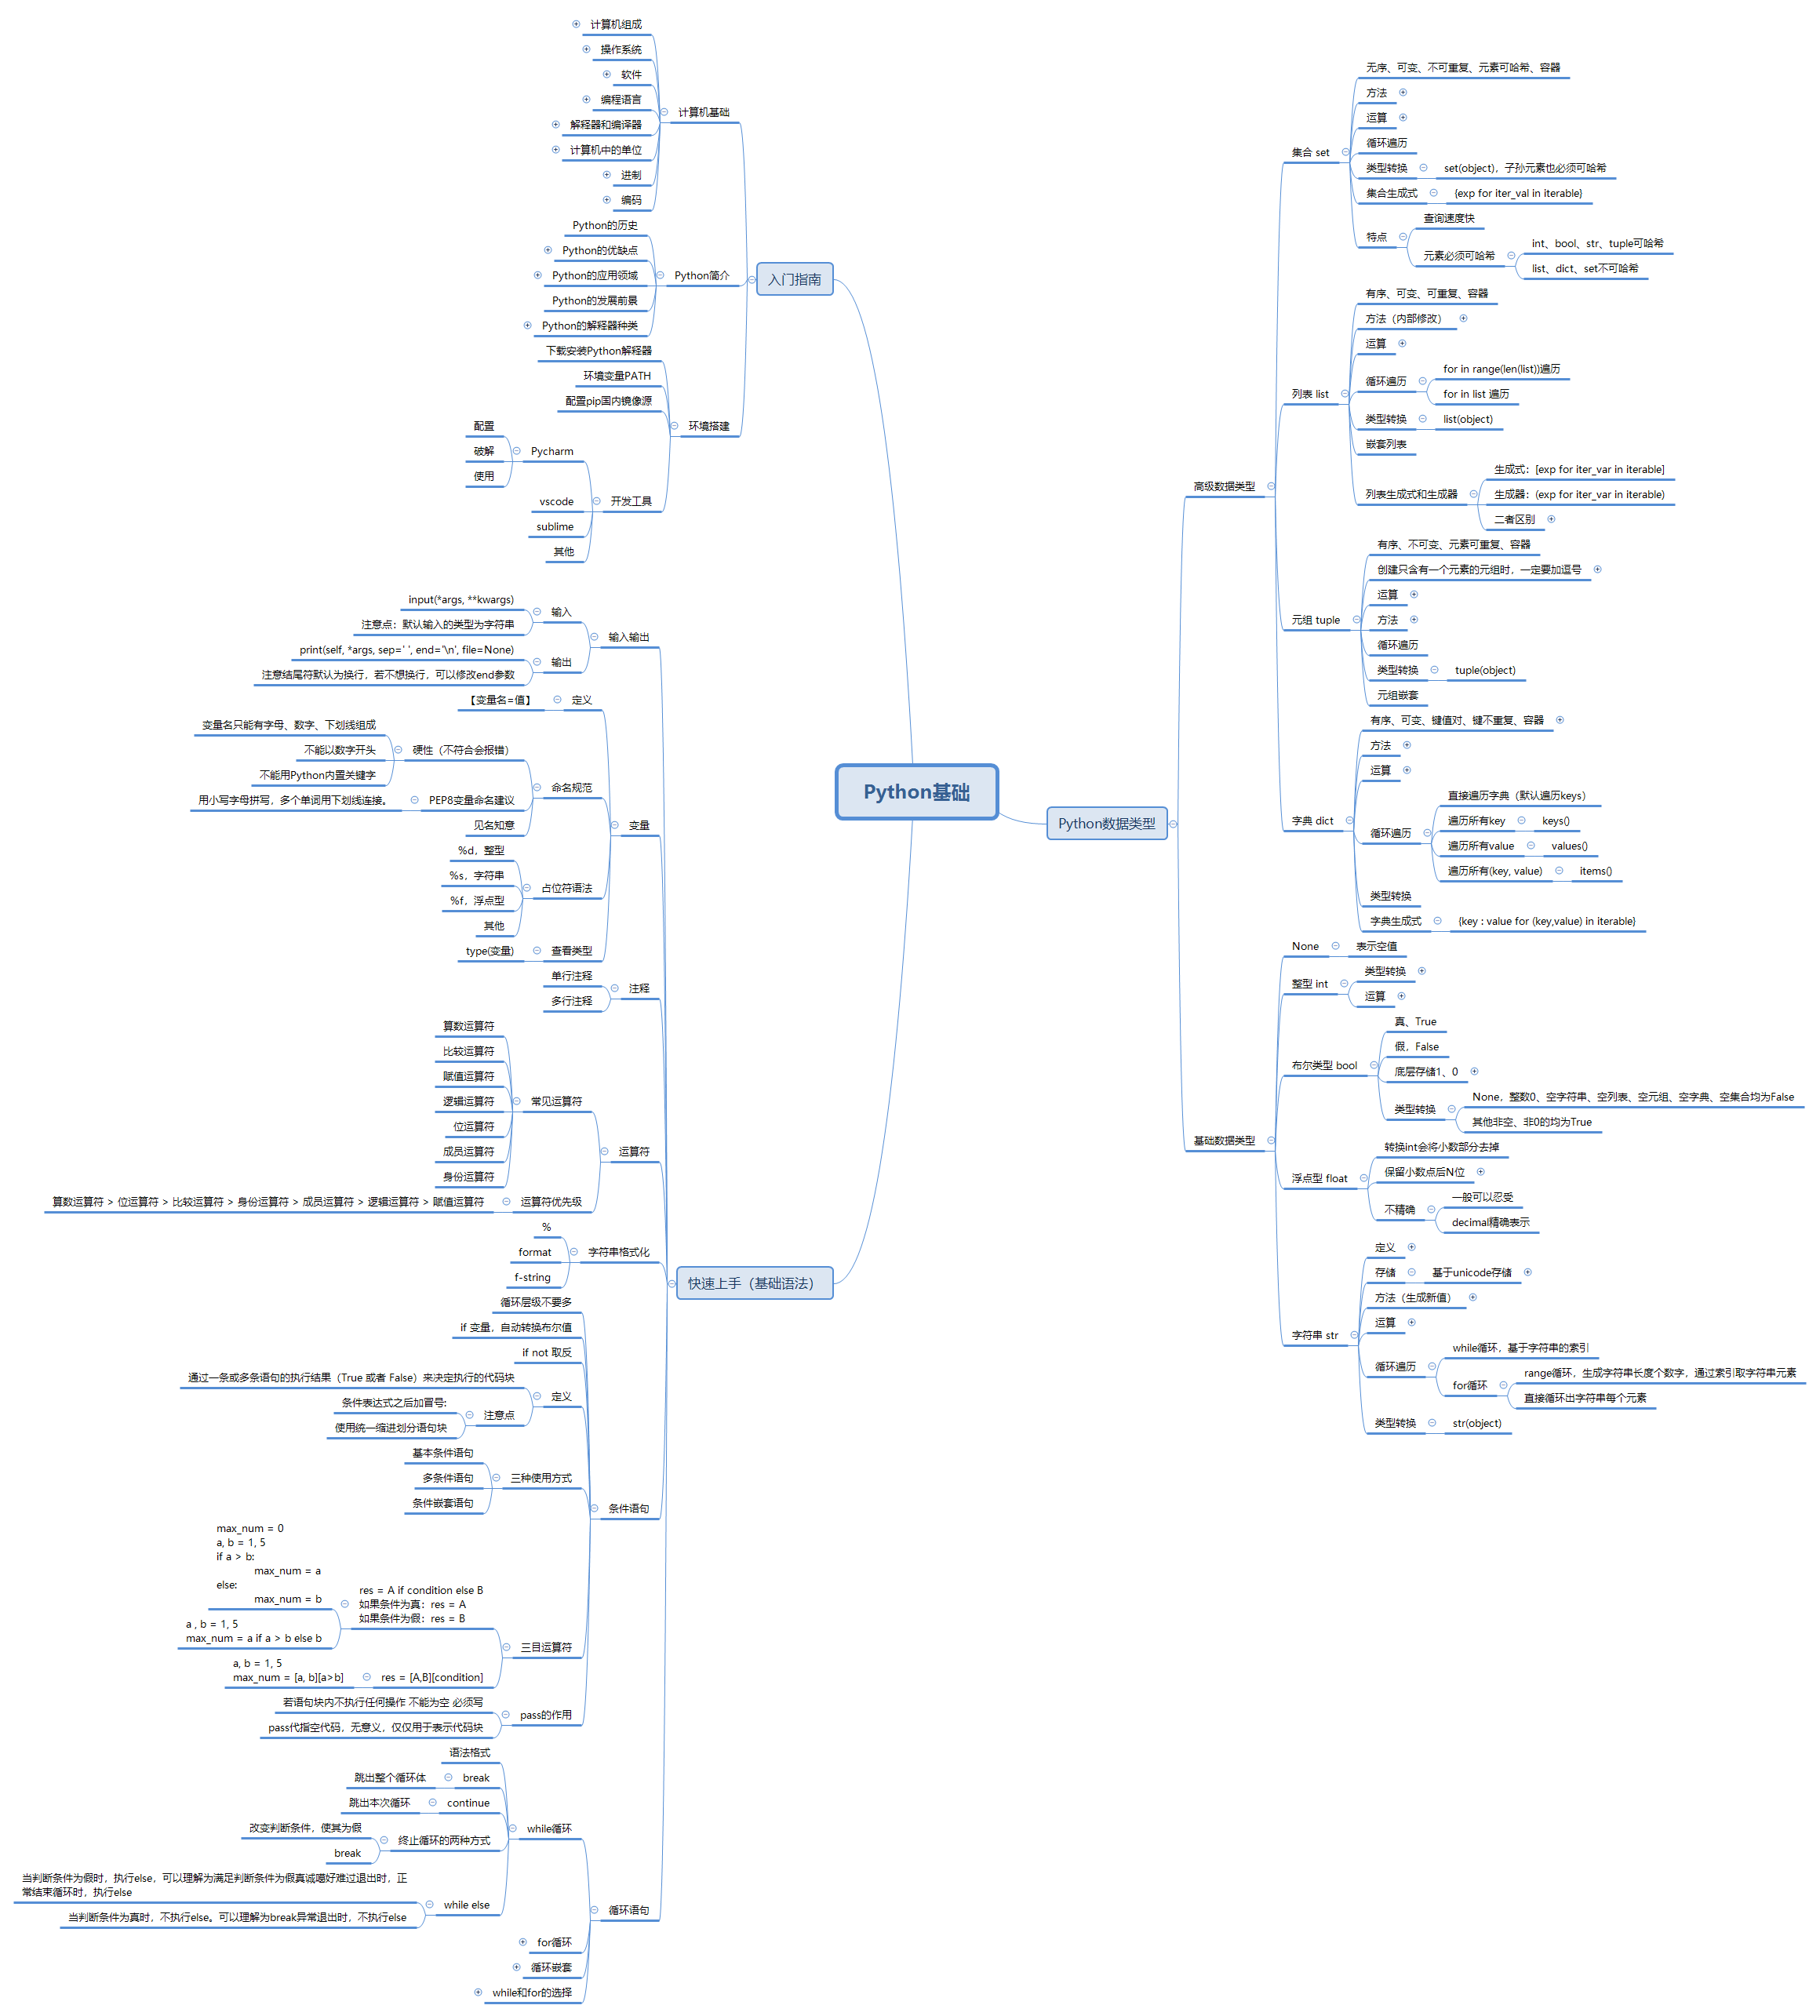 Python基础
入门指南
计算机基础
计算机组成
操作系统
软件
编程语言
解释器和编译器
计算机中的单位
进制
编码
Python简介
Python的历史
Python的优缺点
Python的应用领域
Python的发展前景
Python的解释器种类
环境搭建
下载安装Python解释器
环境变量PATH
配置pip国内镜像源
开发工具
Pycharm
配置
破解
使用
vscode
sublime
其他
快速上手（基础语法）
输入输出
输入
input(*args, **kwargs)
注意点：默认输入的类型为字符串
输出
print(self, *args, sep=' ', end='\n', file=None)
注意结尾符默认为换行，若不想换行，可以修改end参数
变量
定义
【变量名=值】
命名规范
硬性（不符合会报错）
变量名只能有字母、数字、下划线组成
不能以数字开头
不能用Python内置关键字
PEP8变量命名建议
用小写字母拼写，多个单词用下划线连接。
见名知意
占位符语法
%d，整型
%s，字符串
%f，浮点型
其他
查看类型
type(变量)
注释
单行注释
多行注释
运算符
常见运算符
算数运算符
比较运算符
赋值运算符
逻辑运算符
位运算符
成员运算符
身份运算符
运算符优先级
算数运算符 > 位运算符 > 比较运算符 > 身份运算符 > 成员运算符 > 逻辑运算符 > 赋值运算符
字符串格式化
%
format
f-string
条件语句
循环层级不要多
if 变量，自动转换布尔值
if not 取反
定义
通过一条或多条语句的执行结果（True 或者 False）来决定执行的代码块
注意点
条件表达式之后加冒号:
使用统一缩进划分语句块
三种使用方式
基本条件语句
多条件语句
条件嵌套语句
三目运算符
res = A if condition else B
如果条件为真：res = A
如果条件为假：res = B
max_num = 0
a, b = 1, 5
if a > b:
max_num = a
else:
max_num = b
a , b = 1, 5
max_num = a if a > b else b
res = [A,B][condition]
a, b = 1, 5
max_num = [a, b][a>b]
pass的作用
若语句块内不执行任何操作 不能为空 必须写
pass代指空代码，无意义，仅仅用于表示代码块
循环语句
while循环
语法格式
break
跳出整个循环体
continue
跳出本次循环
终止循环的两种方式
改变判断条件，使其为假
break
while else
当判断条件为假时，执行else，可以理解为满足判断条件为假真诚噶好难过退出时，正
常结束循环时，执行else
当判断条件为真时，不执行else。可以理解为break异常退出时，不执行else
for循环
循环嵌套
while和for的选择
Python数据类型
高级数据类型
集合 set
无序、可变、不可重复、元素可哈希、容器
方法
运算
循环遍历
类型转换
set(object)，子孙元素也必须可哈希
集合生成式
{exp for iter_val in iterable}
特点
查询速度快
元素必须可哈希
int、bool、str、tuple可哈希
list、dict、set不可哈希
列表 list
有序、可变、可重复、容器
方法（内部修改）
运算
循环遍历
for in range(len(list))遍历
for in list 遍历
类型转换
list(object)
嵌套列表
列表生成式和生成器
生成式：[exp for iter_var in iterable]
生成器：(exp for iter_var in iterable)
二者区别
元组 tuple
有序、不可变、元素可重复、容器
创建只含有一个元素的元组时，一定要加逗号
运算
方法
循环遍历
类型转换
tuple(object)
元组嵌套
字典 dict
有序、可变、键值对、键不重复、容器
方法
运算
循环遍历
直接遍历字典（默认遍历keys）
遍历所有key
keys()
遍历所有value
values()
遍历所有(key, value)
items()
类型转换
字典生成式
{key : value for (key,value) in iterable}
基础数据类型
None
表示空值
整型 int
类型转换
运算
布尔类型 bool
真、True
假，False
底层存储1、0
类型转换
None，整数0、空字符串、空列表、空元组、空字典、空集合均为False
其他非空、非0的均为True
浮点型 float
转换int会将小数部分去掉
保留小数点后N位
不精确
一般可以忍受
decimal精确表示
字符串 str
定义
存储
基于unicode存储
方法（生成新值）
运算
循环遍历
while循环，基于字符串的索引
for循环
range循环，生成字符串长度个数字，通过索引取字符串元素
直接循环出字符串每个元素
类型转换
str(object)